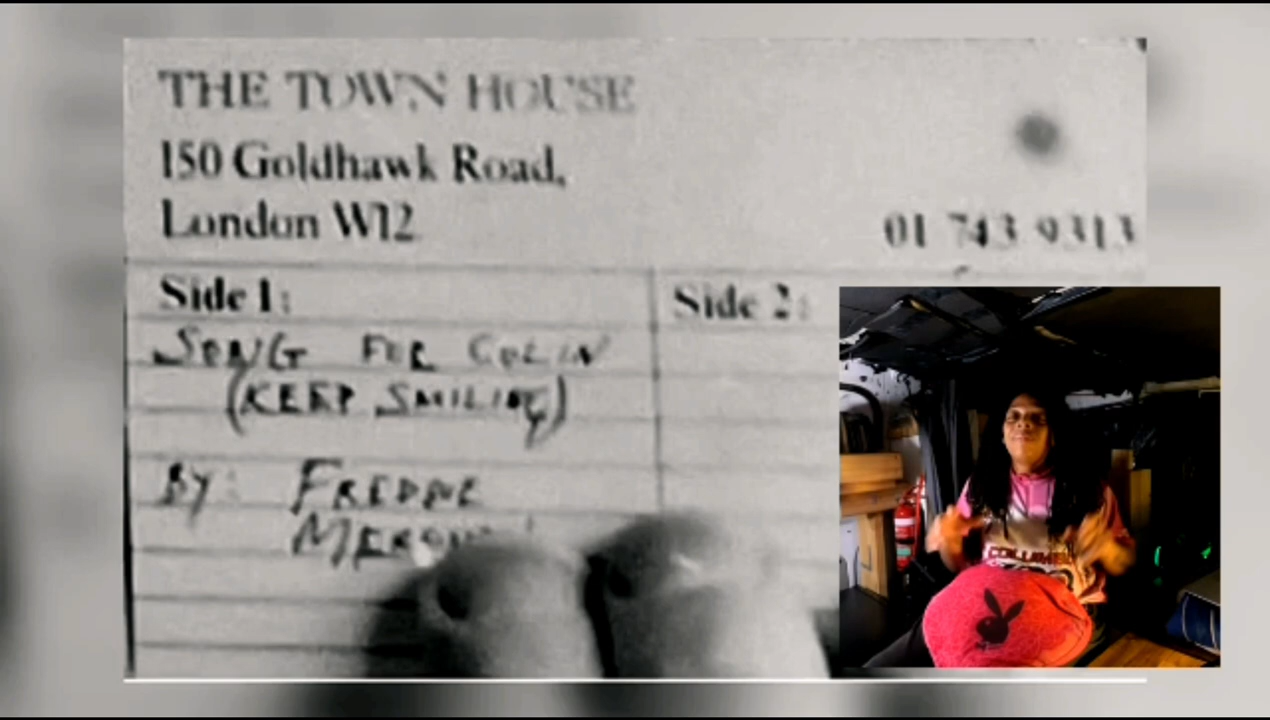 THE TOWN HOUSE
150 Goldhawk Road,
London W12
01 743 9313
Side 1:
Side 2:
SONG FOR COLIN
(KEEP SMILING)
BY: FREDDIE